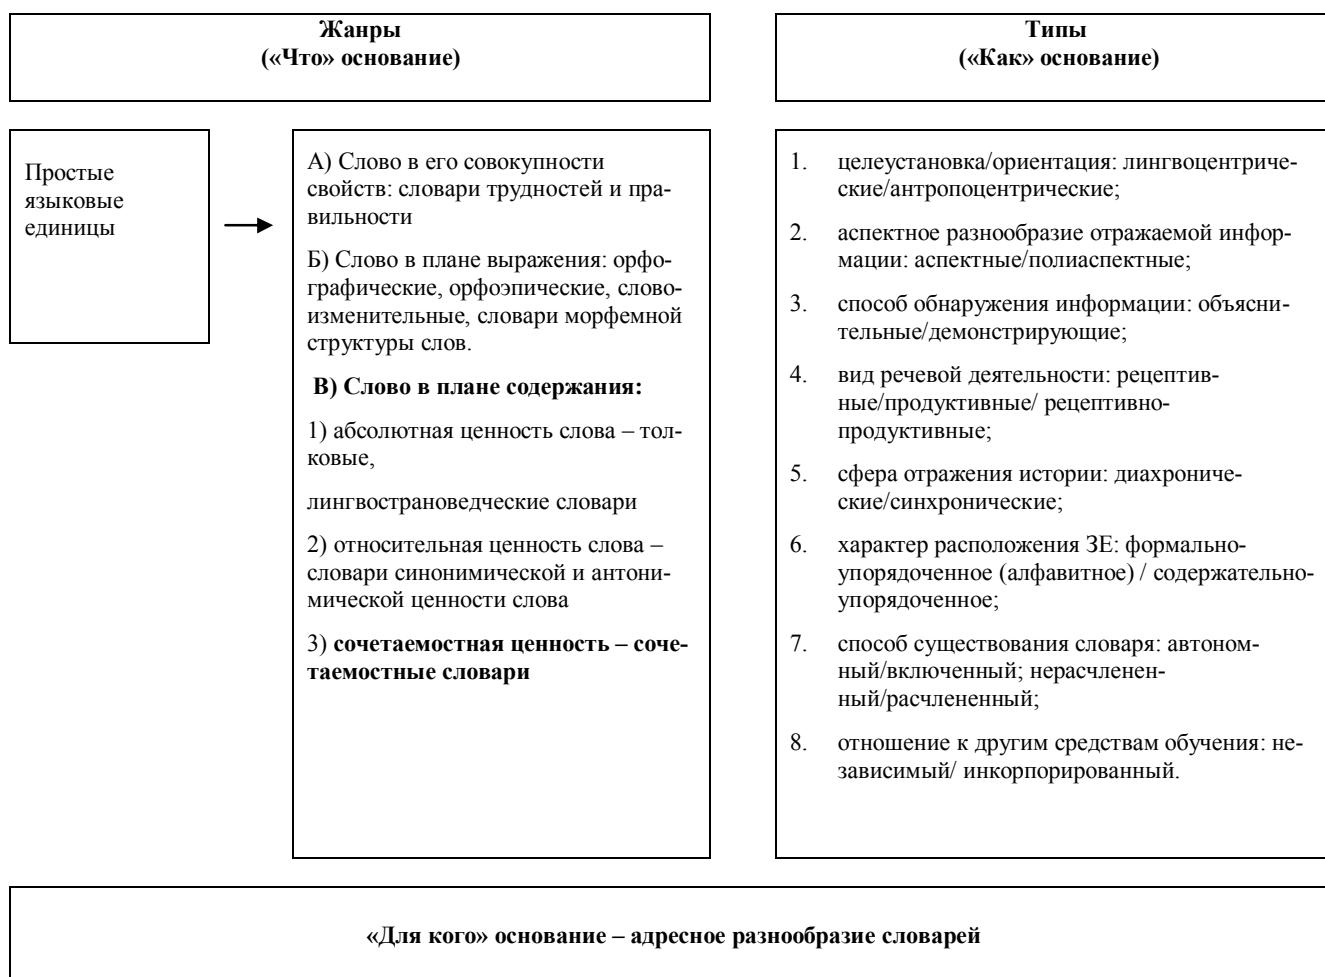 Жанры
(«Что» основание)
Типы
(«Как» основание)
Простые
языковые
единицы
А) Слово в его совокупности
свойств: словари трудностей и пра-
вильности
Б) Слово в плане выражения: орфо-
графические, орфоэпические, слово-
изменительные, словари морфемной
структуры слов.
В) Слово в плане содержания:
1) абсолютная ценность слова – тол-
ковые,
лингвострановедческие словари
2) относительная ценность слова –
словари синонимической и антони-
мической ценности слова
3) сочетаемостная ценность – соче-
таемостные словари
1. целеустановка/ориентация: лингвоцентриче-
ские/антропоцентрические;
2. аспектное разнообразие отражаемой инфор-
мации: аспектные/полиаспектные;
3. способ обнаружения информации: объясни-
тельные/демонстрирующие;
4. вид речевой деятельности: рецептив-
ные/продуктивные/ рецептивно-
продуктивные;
5. сфера отражения истории: диахрониче-
ские/синхронические;
6. характер расположения ЗЕ: формально-
упорядоченное (алфавитное) / содержательно-
упорядоченное;
7. способ существования словаря: автоном-
ный/включенный; нерасчленен-
ный/расчлененный;
8. отношение к другим средствам обучения: не-
зависимый/ инкорпорированный.
«Для кого» основание – адресное разнообразие словарей